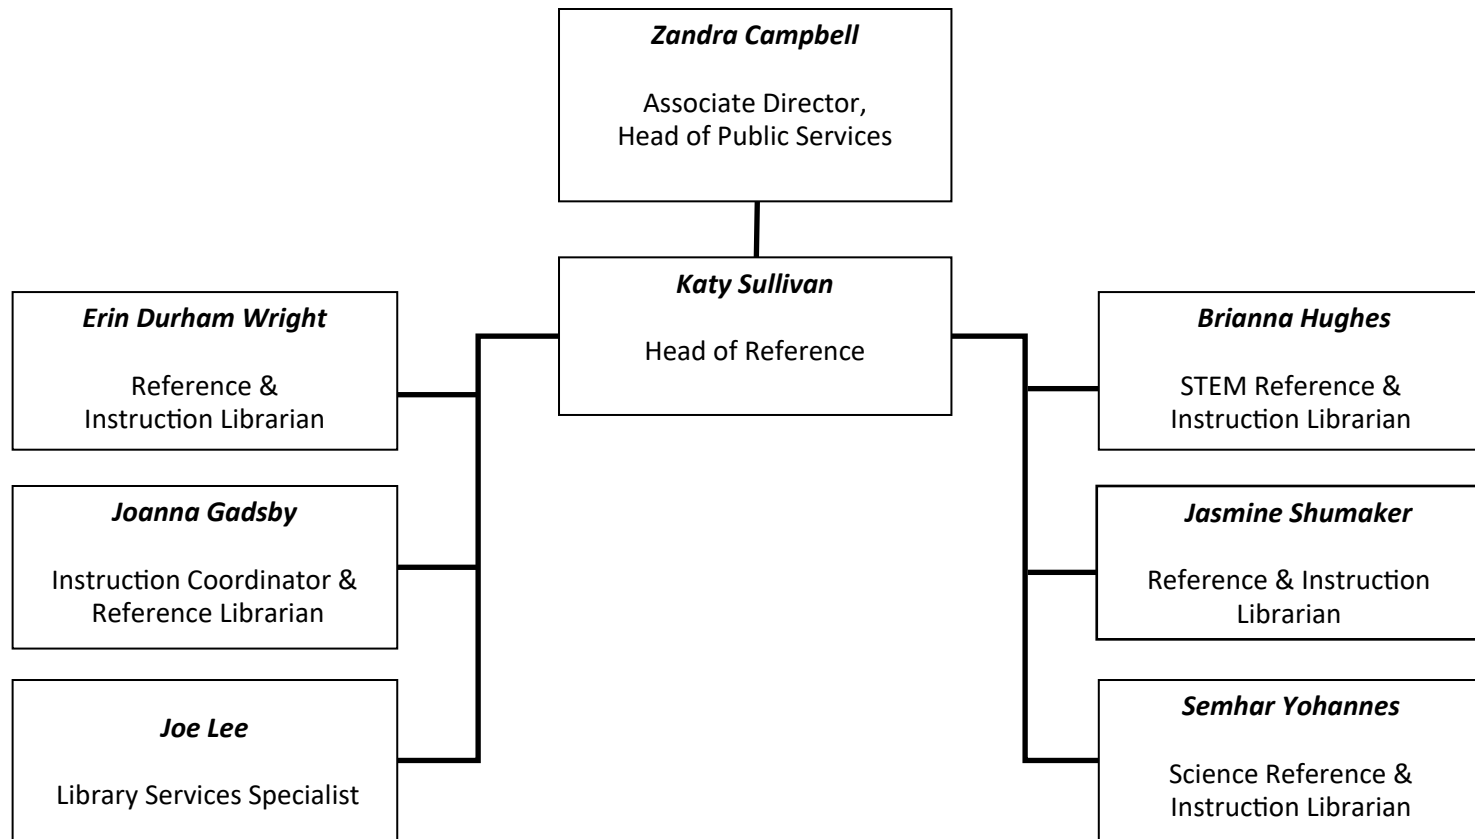 Zandra Campbell
Associate Director,
Head of Public Services
Katy Sullivan
Head of Reference
Erin Durham Wright
Reference &
Instruction Librarian
Joanna Gadsby
Instruction Coordinator &
Reference Librarian
Joe Lee
Library Services Specialist
Brianna Hughes
STEM Reference &
Instruction Librarian
Jasmine Shumaker
Reference & Instruction
Librarian
Semhar Yohannes
Science Reference &
Instruction Librarian